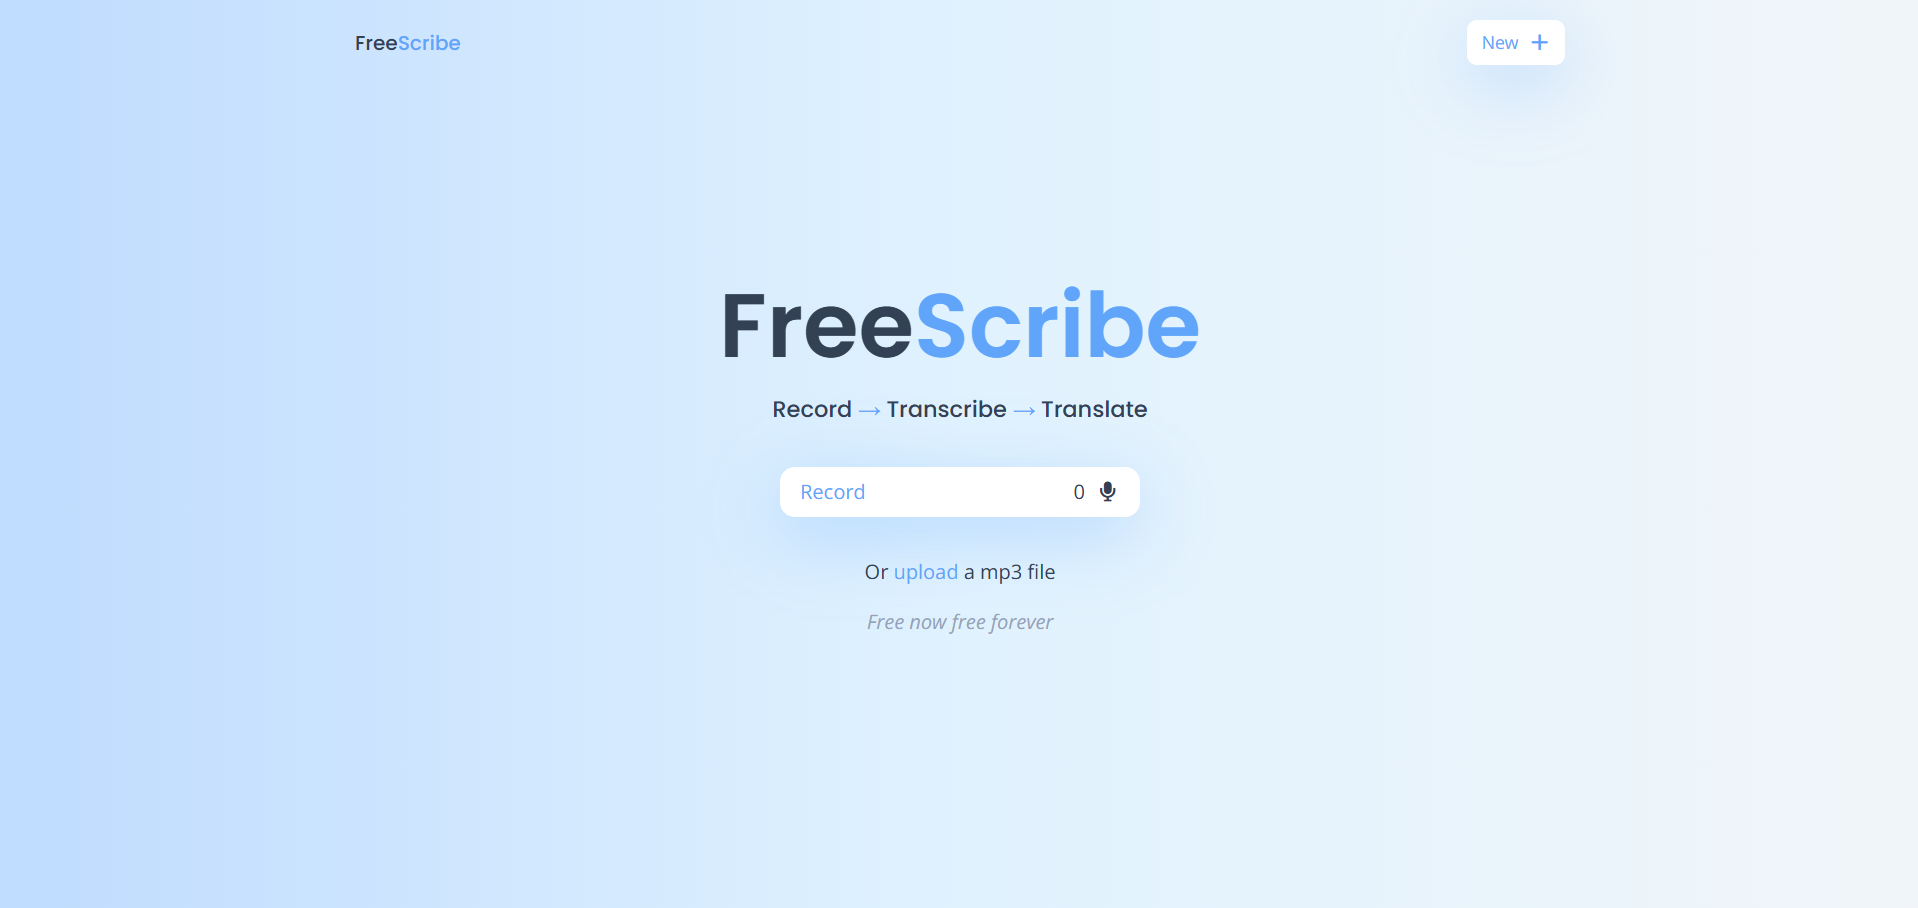 FreeScribe
New +
FreeScribe
Record → Transcribe → Translate
Record 0
Or upload a mp3 file
Free now free forever